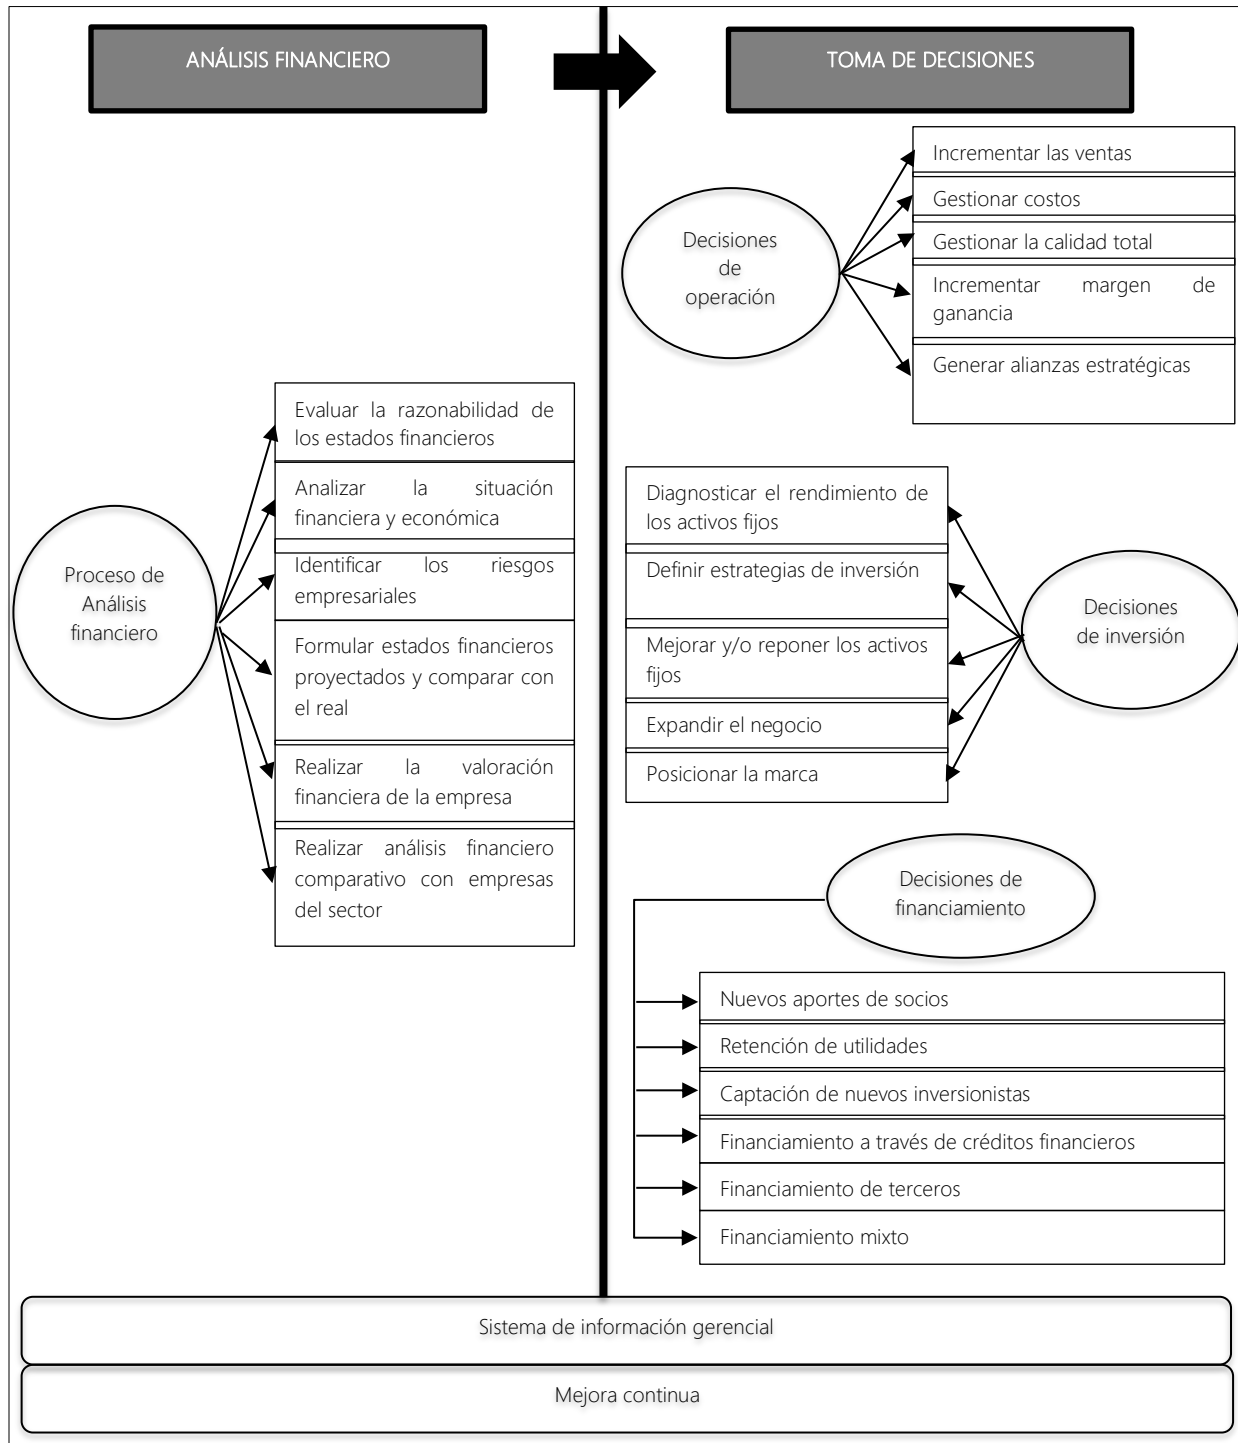 ANÁLISIS FINANCIERO
TOMA DE DECISIONES
Proceso de
Análisis
financiero
Evaluar la razonabilidad de
los estados financieros
Analizar la situación
financiera y económica
Identificar los riesgos
empresariales
Formular estados financieros
proyectados y comparar con
el real
Realizar la valoración
financiera de la empresa
Realizar análisis financiero
comparativo con empresas
del sector
Decisiones
de
operación
Incrementar las ventas
Gestionar costos
Gestionar la calidad total
Incrementar margen de
ganancia
Generar alianzas estratégicas
Diagnosticar el rendimiento de
los activos fijos
Definir estrategias de inversión
Mejorar y/o reponer los activos
fijos
Expandir el negocio
Posicionar la marca
Decisiones
de inversión
Decisiones de
financiamiento
Nuevos aportes de socios
Retención de utilidades
Captación de nuevos inversionistas
Financiamiento a través de créditos financieros
Financiamiento de terceros
Financiamiento mixto
Sistema de información gerencial
Mejora continua